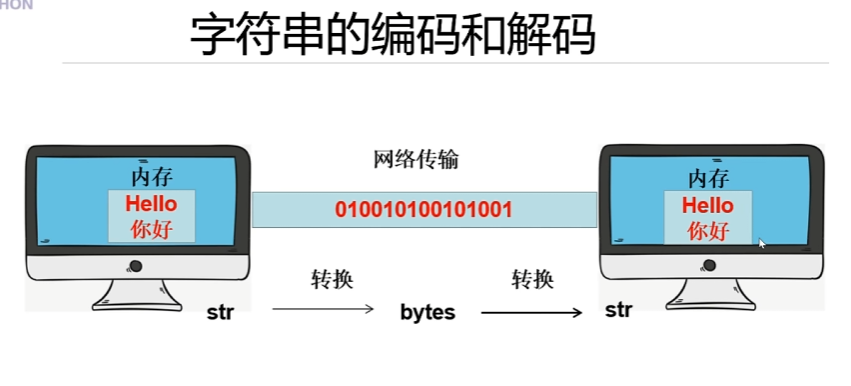 HON
字符串的编码和解码
网络传输
内存
Hello
你好
010010100101001
内存
Hello
你好
转换
转换
str
bytes
str